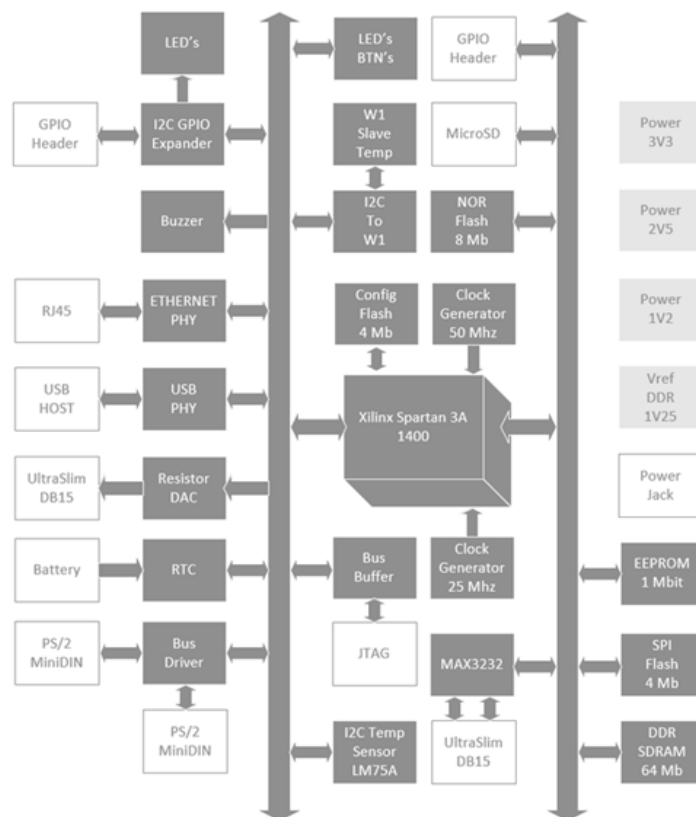 LED's
LED's
BTN's
GPIO
Header
GPIO
Header
I2C GPIO
Expander
W1
Slave
Temp
MicroSD
Power
3V3
Buzzer
I2C
To
W1
NOR
Flash
8 Mb
Power
2V5
RJ45
ETHERNET
PHY
Config
Flash
4 Mb
Clock
Generator
50 Mhz
Power
1V2
USB
HOST
USB
PHY
Xilinx Spartan 3A
1400
Vref
DDR
1V25
UltraSlim
DB15
Resistor
DAC
Power
Jack
Battery
RTC
Bus
Buffer
Clock
Generator
25 Mhz
EEPROM
1 Mbit
PS/2
MiniDIN
Bus
Driver
JTAG
MAX3232
SPI
Flash
4 Mb
PS/2
MiniDIN
I2C Temp
Sensor
LM75A
UltraSlim
DB15
DDR
SDRAM
64 Mb